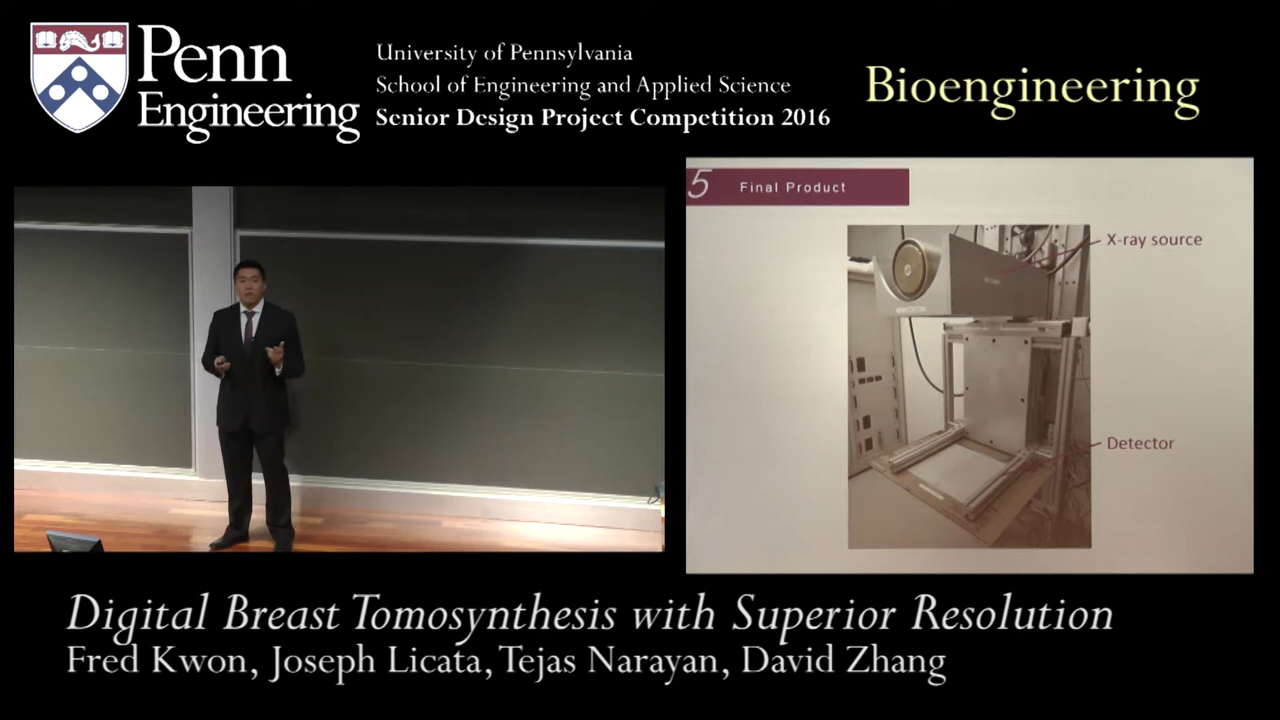 Penn
Engineering
University of Pennsylvania
School of Engineering and Applied Science
Senior Design Project Competition 2016
Bioengineering
5 Final Product
X-ray source
Detector
Digital Breast Tomosynthesis with Superior Resolution
Fred Kwon, Joseph Licata, Tejas Narayan, David Zhang